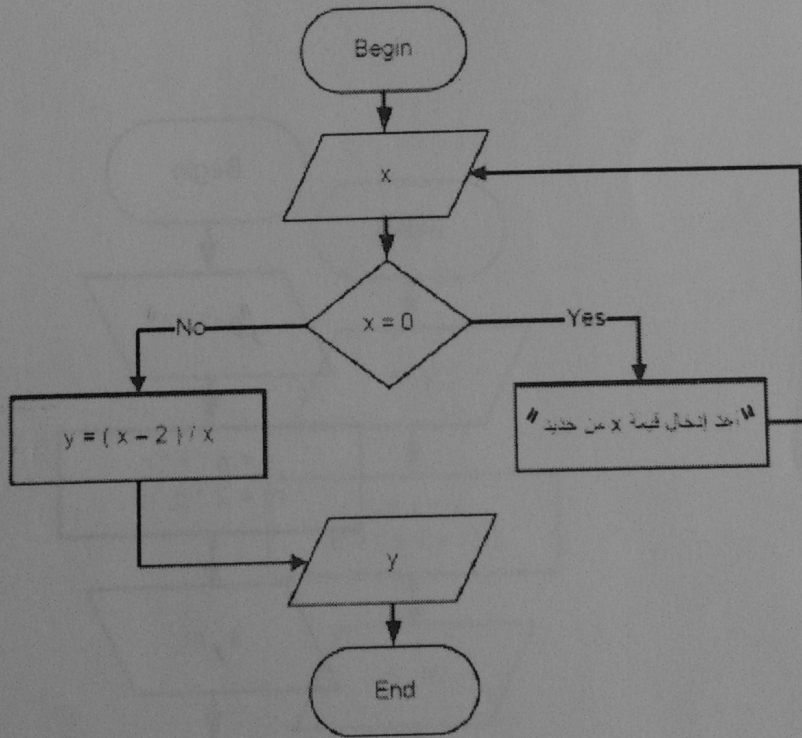 Begin
x
x = 0
No
Yes
y = ( x – 2 ) / x
"أعد إدخال قيمة x من جديد"
y
End